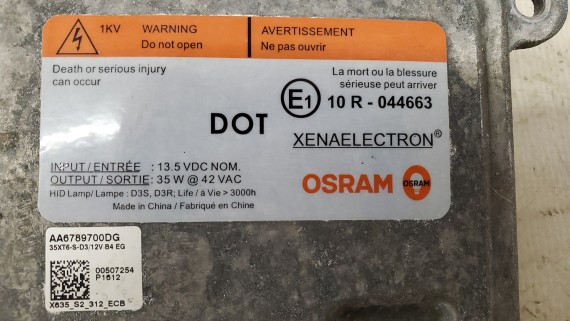 1KV WARNING AVERTISSEMENT
Do not open Ne pas ouvrir
Death or serious injury
can occur
La mort ou la blessure
sérieuse peut arriver
E1 10 R - 044663
DOT
XENAELECTRON®
INPUT / ENTRÉE : 13.5 VDC NOM.
OUTPUT / SORTIE: 35 W @ 42 VAC
HID Lamp/ Lampe : D3S, D3R; Life / à Vie > 3000h
Made in China / Fabriqué en Chine
OSRAM OSRAM
AA6789700DG
35XT6-S-D3/12V B4 EG
00507254
P1612
X635_S2_312_ECB